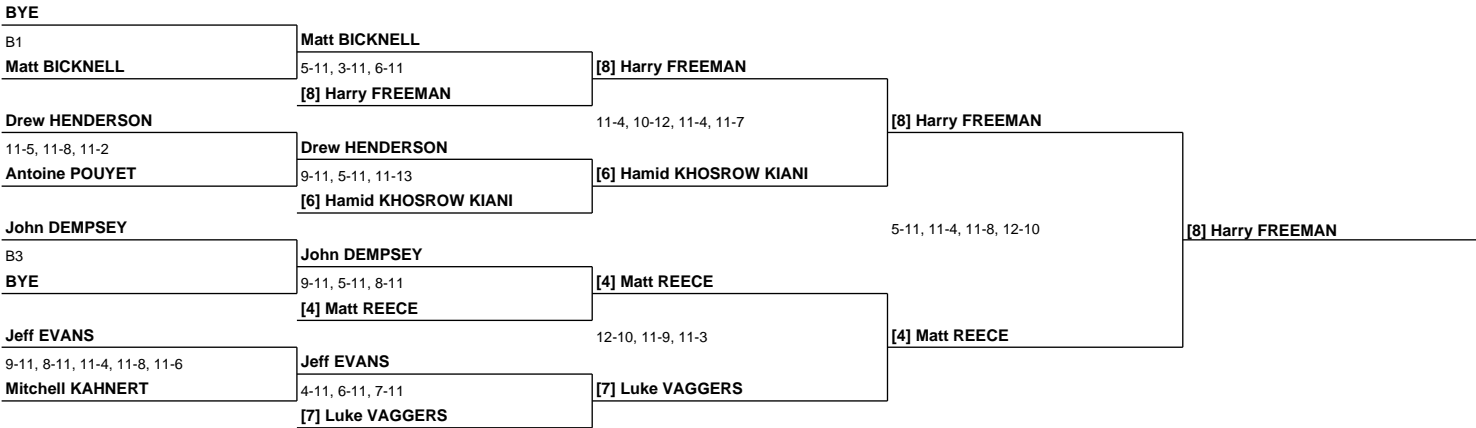 BYE
B1
Matt BICKNELL
Matt BICKNELL
5-11, 3-11, 6-11
[8] Harry FREEMAN
[8] Harry FREEMAN
Drew HENDERSON
11-5, 11-8, 11-2
Antoine POUYET
Drew HENDERSON
9-11, 5-11, 11-13
[6] Hamid KHOSROW KIANI
11-4, 10-12, 11-4, 11-7
[6] Hamid KHOSROW KIANI
[8] Harry FREEMAN
John DEMPSEY
B3
BYE
John DEMPSEY
9-11, 5-11, 8-11
[4] Matt REECE
[4] Matt REECE
Jeff EVANS
9-11, 8-11, 11-4, 11-8, 11-6
Mitchell KAHNERT
Jeff EVANS
4-11, 6-11, 7-11
[7] Luke VAGGERS
12-10, 11-9, 11-3
[7] Luke VAGGERS
[4] Matt REECE
5-11, 11-4, 11-8, 12-10
[8] Harry FREEMAN